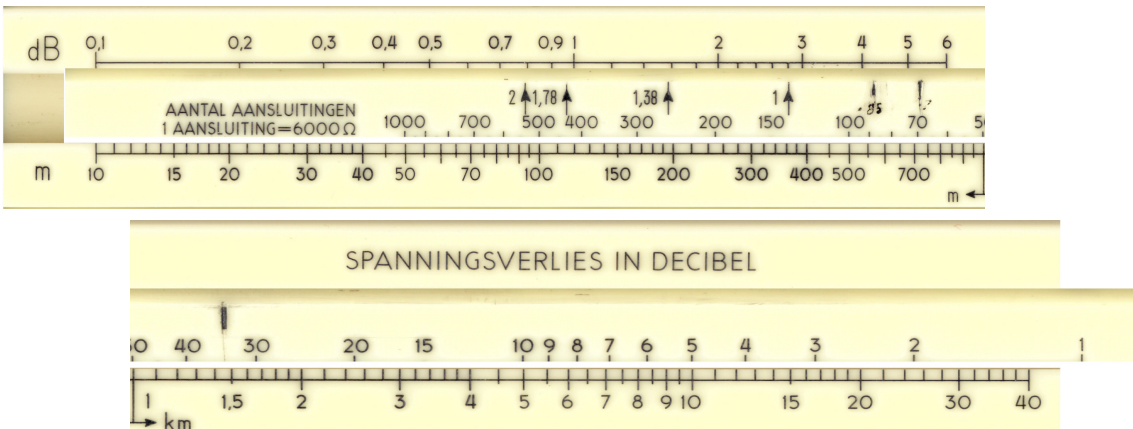 dB 0,1 0,2 0,3 0,4 0,5 0,7 0,9 1 2 3 4 5 6
2 1,78 1,38 1
AANTAL AANSLUITINGEN
1 AANSLUITING=6000Ω 1000 700 500 400 300 200 150 100 70 50
m 10 15 20 30 40 50 70 100 150 200 300 400 500 700
m
SPANNINGSVERLIES IN DECIBEL
50 40 30 20 15 10 9 8 7 6 5 4 3 2 1
1 1,5 2 3 4 5 6 7 8 9 10 15 20 30 40
km